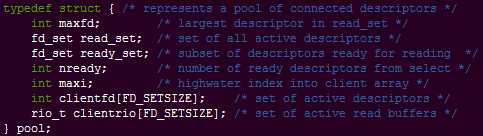 typedef struct { /* represents a pool of connected descriptors */
    int maxfd;        /* largest descriptor in read_set */
    fd_set read_set;  /* set of all active descriptors */
    fd_set ready_set; /* subset of descriptors ready for reading  */
    int nready;       /* number of ready descriptors from select */
    int maxi;         /* highwater index into client array */
    int clientfd[FD_SETSIZE];    /* set of active descriptors */
    rio_t clientrio[FD_SETSIZE]; /* set of active read buffers */
} pool;